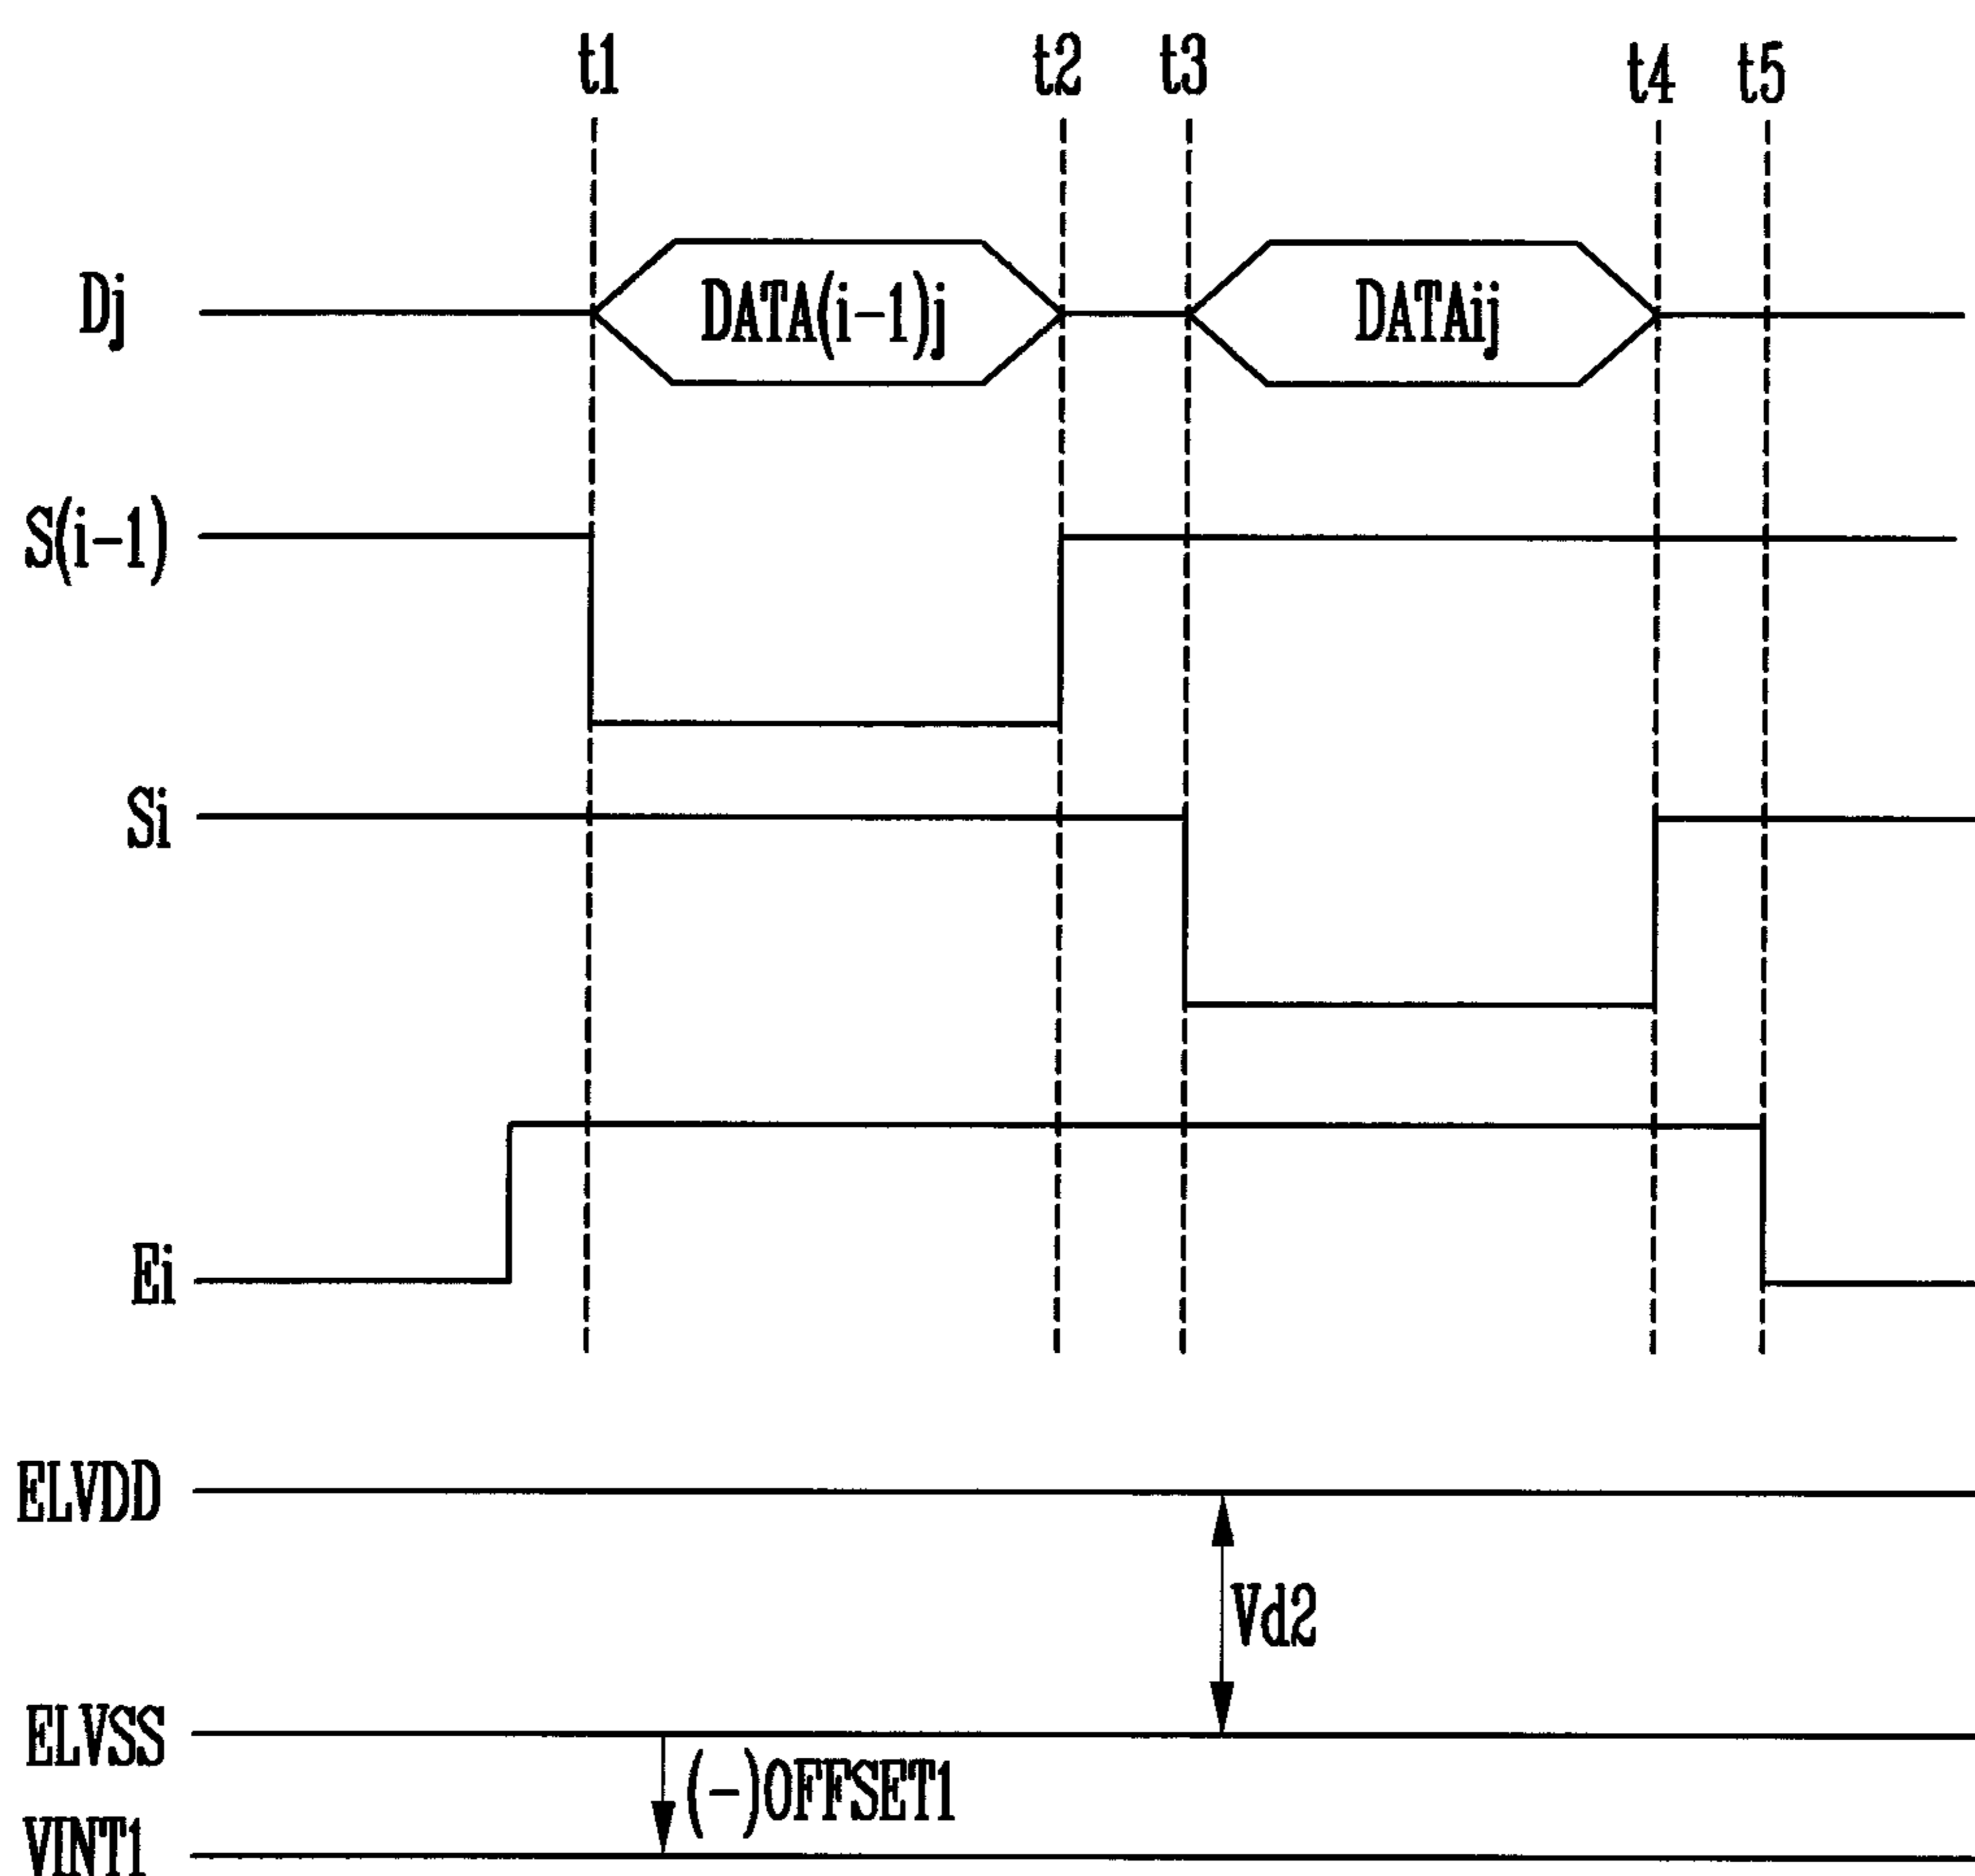 t1 t2 t3 t4 t5
Dj DATA(i-1)j DATAij
S(i-1)
Si
Ei
ELVDD
Vd2
ELVSS
(-)OFFSET1
VINT1